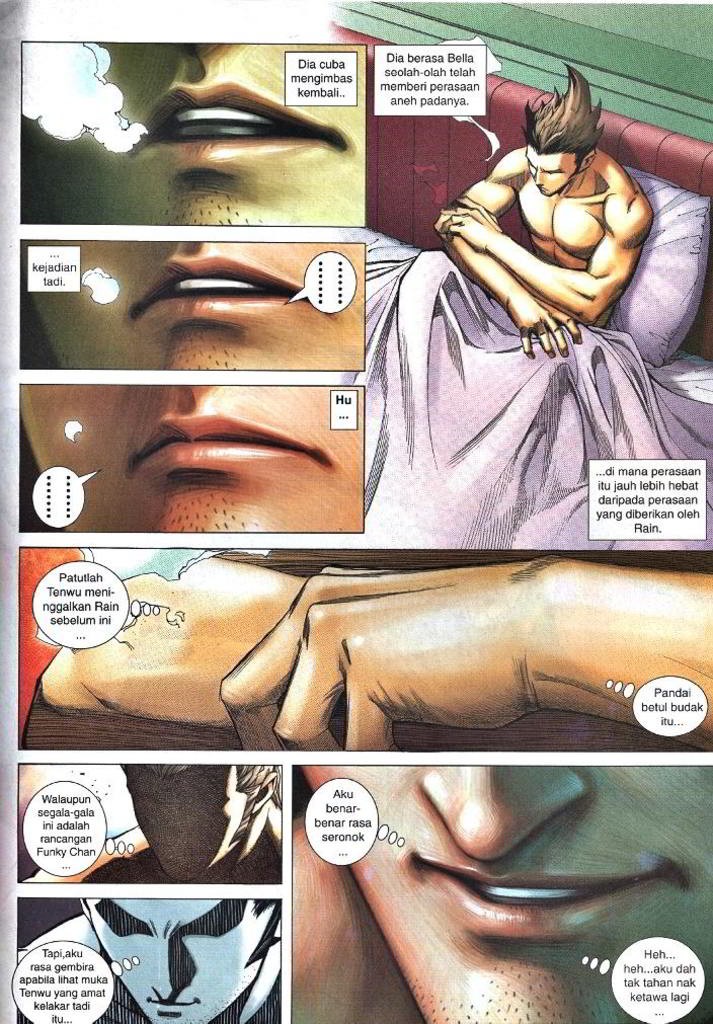 Dia cuba
mengimbas
kembali..
Dia berasa Bella
seolah-olah telah
memberi perasaan
aneh padanya.
...
kejadian
tadi.
Hu
...
...di mana perasaan
itu jauh lebih hebat
daripada perasaan
yang diberikan oleh
Rain.
Patutlah
Tenwu meni-
nggalkan Rain
sebelum ini
...
Pandai
betul budak
itu...
Walaupun
segala-gala
ini adalah
rancangan
Funky Chan
Aku
benar-
benar rasa
seronok
...
Tapi,aku
rasa gembira
apabila lihat muka
Tenwu yang amat
kelakar tadi
itu...
Heh...
heh...aku dah
tak tahan nak
ketawa lagi
...